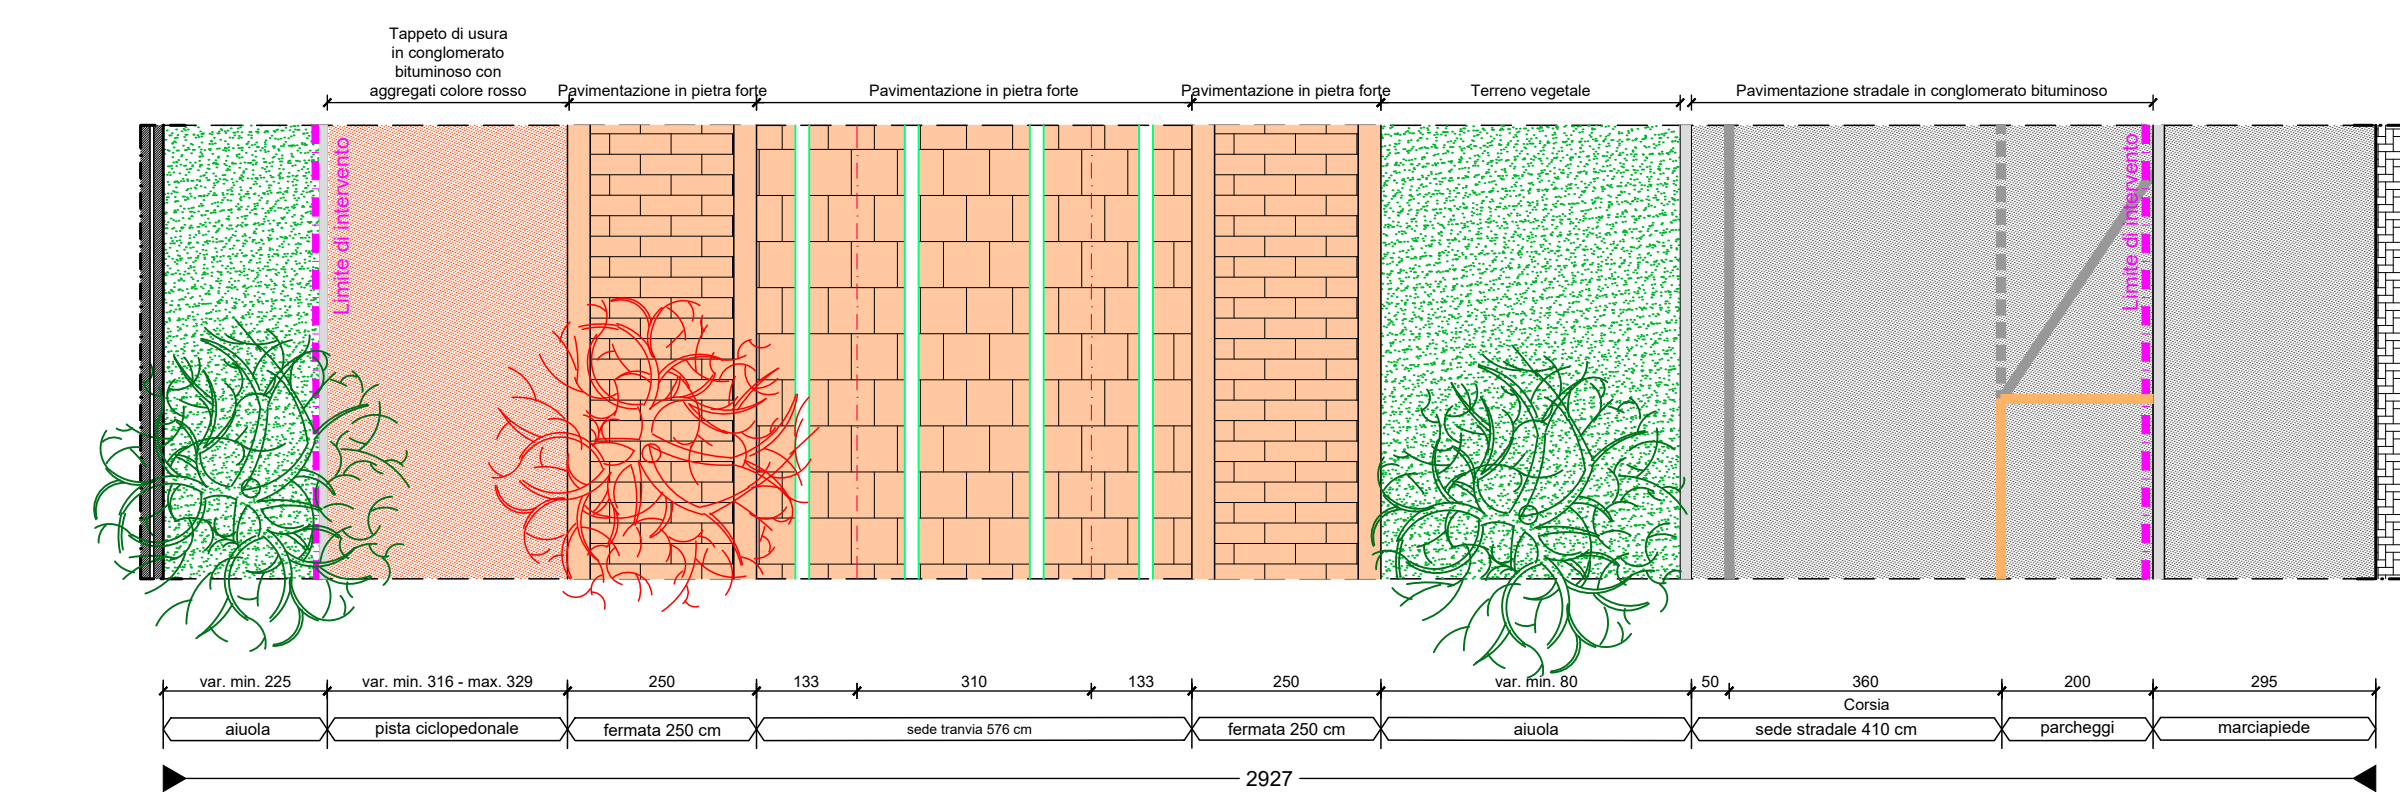 Tappeto di usura
in conglomerato
bituminoso con
aggregati colore rosso
Pavimentazione in pietra forte
Pavimentazione in pietra forte
Pavimentazione in pietra forte
Terreno vegetale
Pavimentazione stradale in conglomerato bituminoso
Limite di intervento
Limite di intervento
var. min. 225
var. min. 316 - max. 329
250
133
310
133
250
var. min. 80
50
360
200
295
Corsia
aiuola
pista ciclopedonale
fermata 250 cm
sede tranvia 576 cm
fermata 250 cm
aiuola
sede stradale 410 cm
parcheggi
marciapiede
2927